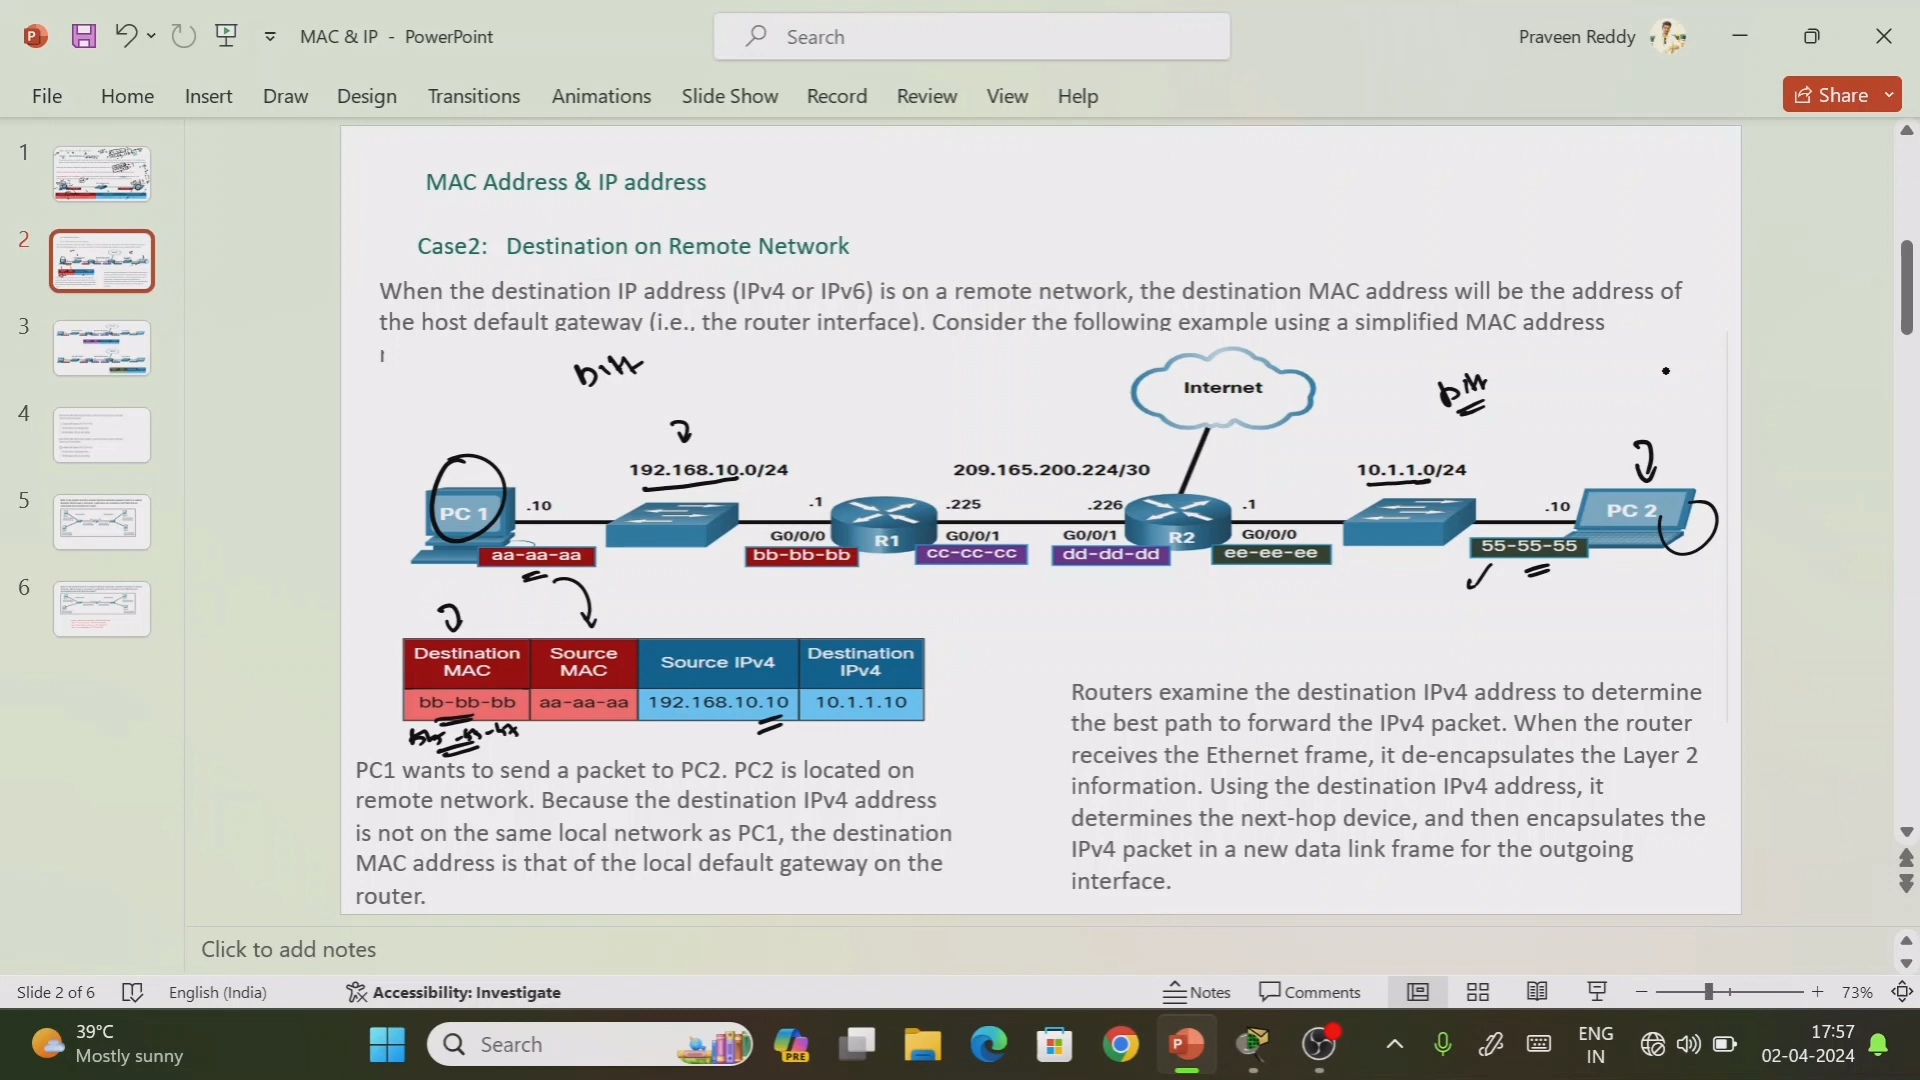 MAC & IP - PowerPoint
Search
Praveen Reddy
File Home Insert Draw Design Transitions Animations Slide Show Record Review View Help
Share
1
2
3
4
5
6
MAC Address & IP address
Case2: Destination on Remote Network
When the destination IP address (IPv4 or IPv6) is on a remote network, the destination MAC address will be the address of
the host default gateway (i.e., the router interface). Consider the following example using a simplified MAC address
Internet
192.168.10.0/24
209.165.200.224/30
10.1.1.0/24
PC 1
.10
.1
R1
.225
.226
R2
.1
.10
PC 2
G0/0/0
G0/0/1
G0/0/1
G0/0/0
aa-aa-aa
bb-bb-bb
cc-cc-cc
dd-dd-dd
ee-ee-ee
55-55-55
Destination MAC Source MAC Source IPv4 Destination IPv4
bb-bb-bb aa-aa-aa 192.168.10.10 10.1.1.10
PC1 wants to send a packet to PC2. PC2 is located on
remote network. Because the destination IPv4 address
is not on the same local network as PC1, the destination
MAC address is that of the local default gateway on the
router.
Routers examine the destination IPv4 address to determine
the best path to forward the IPv4 packet. When the router
receives the Ethernet frame, it de-encapsulates the Layer 2
information. Using the destination IPv4 address, it
determines the next-hop device, and then encapsulates the
IPv4 packet in a new data link frame for the outgoing
interface.
Click to add notes
Slide 2 of 6 English (India) Accessibility: Investigate Notes Comments 73%
39°C
Mostly sunny
Search
PRE
ENG
IN
17:57
02-04-2024